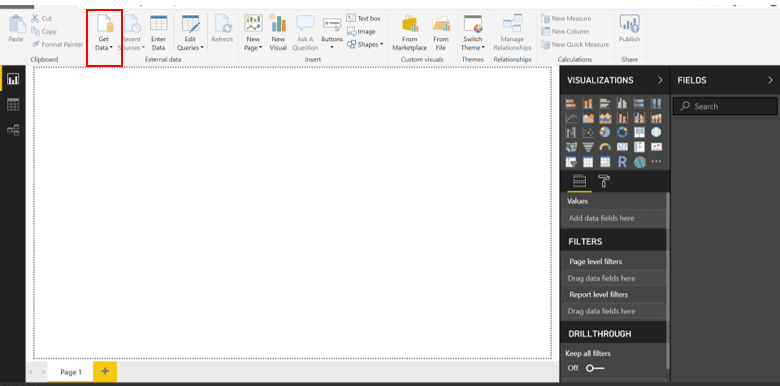 Paste
Cut
Copy
Format Painter
Clipboard
Get Data
Recent Sources
Enter Data
Edit Queries
Refresh
External data
New Page
New Visual
Ask A Question
Buttons
Text box
Image
Shapes
Insert
From Marketplace
From File
Custom visuals
Switch Theme
Themes
Manage Relationships
Relationships
New Measure
New Column
New Quick Measure
Calculations
Publish
Share
VISUALIZATIONS
R
Values
Add data fields here
FILTERS
Page level filters
Drag data fields here
Report level filters
Drag data fields here
DRILLTHROUGH
Keep all filters
Off
FIELDS
Search
Page 1